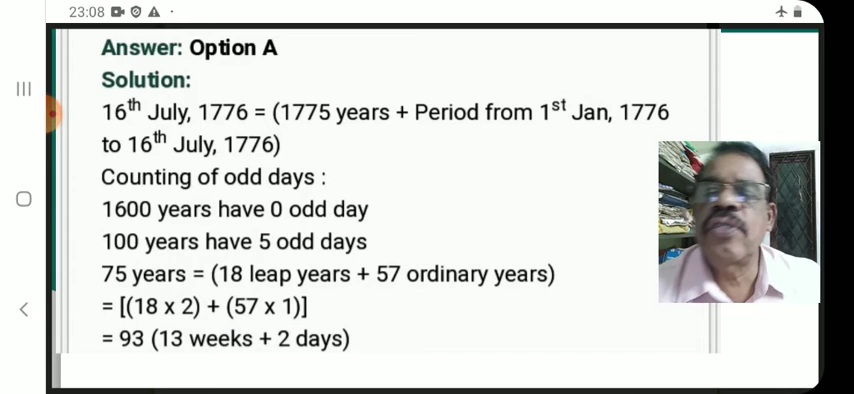 23:08
Answer: Option A
Solution:
16th July, 1776 = (1775 years + Period from 1st Jan, 1776
to 16th July, 1776)
Counting of odd days :
1600 years have 0 odd day
100 years have 5 odd days
75 years = (18 leap years + 57 ordinary years)
= [(18 x 2) + (57 x 1)]
= 93 (13 weeks + 2 days)